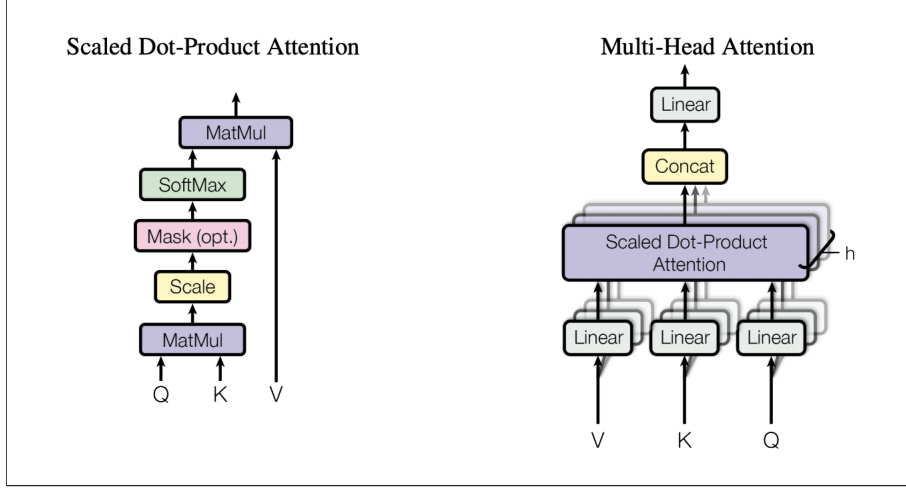 Scaled Dot-Product Attention
MatMul
SoftMax
Mask (opt.)
Scale
MatMul
Q K V
Multi-Head Attention
Linear
Concat
Scaled Dot-Product
Attention
h
Linear Linear Linear
V K Q